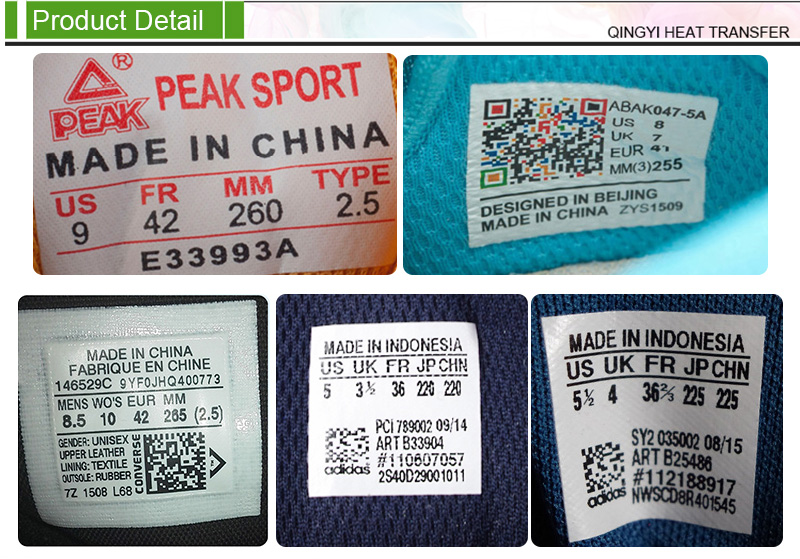 Product Detail
QINGYI HEAT TRANSFER
®
PEAK
PEAK SPORT
MADE IN CHINA
US FR MM TYPE
9 42 260 2.5
E33993A
ABAK047-5A
US 8
UK 7
EUR 41
MM(3) 255
DESIGNED IN BEIJING
MADE IN CHINA ZYS1509
MADE IN CHINA
FABRIQUE EN CHINE
146529C 9YF0JHQ400773
MENS WO'S EUR MM
8.5 10 42 265 (2.5)
GENDER: UNISEX
UPPER LEATHER
LINING: TEXTILE
OUTSOLE: RUBBER
7Z 1508 L68
CONVERSE
MADE IN INDONESIA
US UK FR JP CHN
5 3½ 36 220 220
PCI 789002 09/14
ART B33904
#110607057
2S40D29001011
adidas
MADE IN INDONESIA
US UK FR JP CHN
5½ 4 36⅔ 225 225
SY2 035002 08/15
ART B25486
#112188917
NWSCD8R401545
adidas